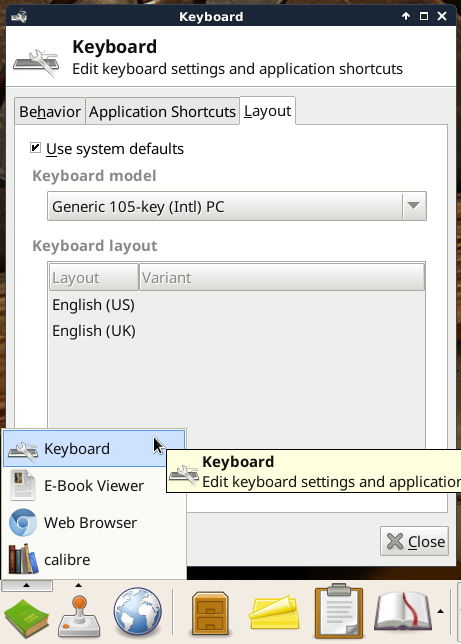 Keyboard
Keyboard
Edit keyboard settings and application shortcuts
Behavior Application Shortcuts Layout
Use system defaults
Keyboard model
Generic 105-key (Intl) PC
Keyboard layout
Layout Variant
English (US)
English (UK)
Keyboard
Keyboard
Edit keyboard settings and application
E-Book Viewer
Web Browser
calibre
Close